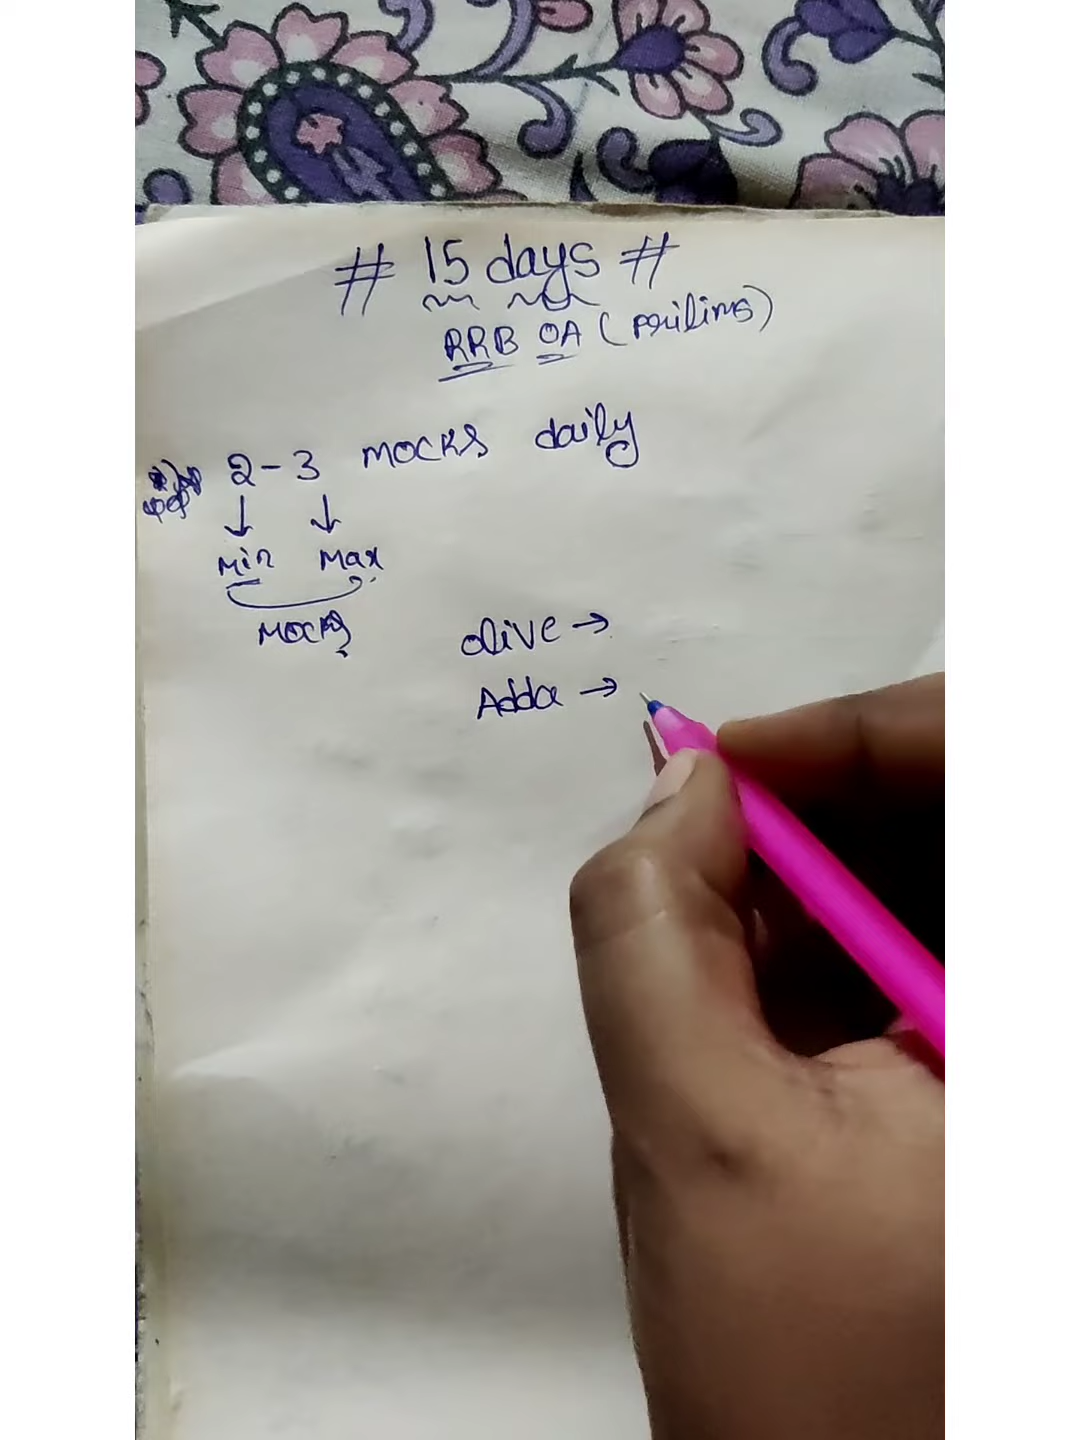 # 15 days #
RRB OA (prilims)
2-3 mocks daily
↓ ↓
Min Max
Mocks
olive →
Adda →